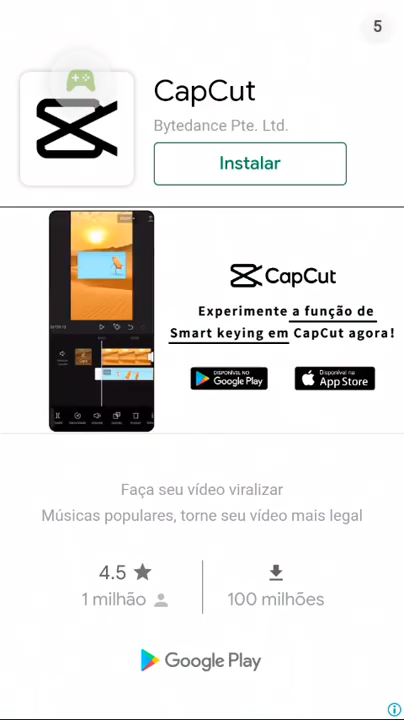 5
CapCut
Bytedance Pte. Ltd.
Instalar
CapCut
Experimente a função de
Smart keying em CapCut agora!
DISPONÍVEL NO
Google Play
Disponível na
App Store
Faça seu vídeo viralizar
Músicas populares, torne seu vídeo mais legal
4.5
1 milhão
100 milhões
Google Play